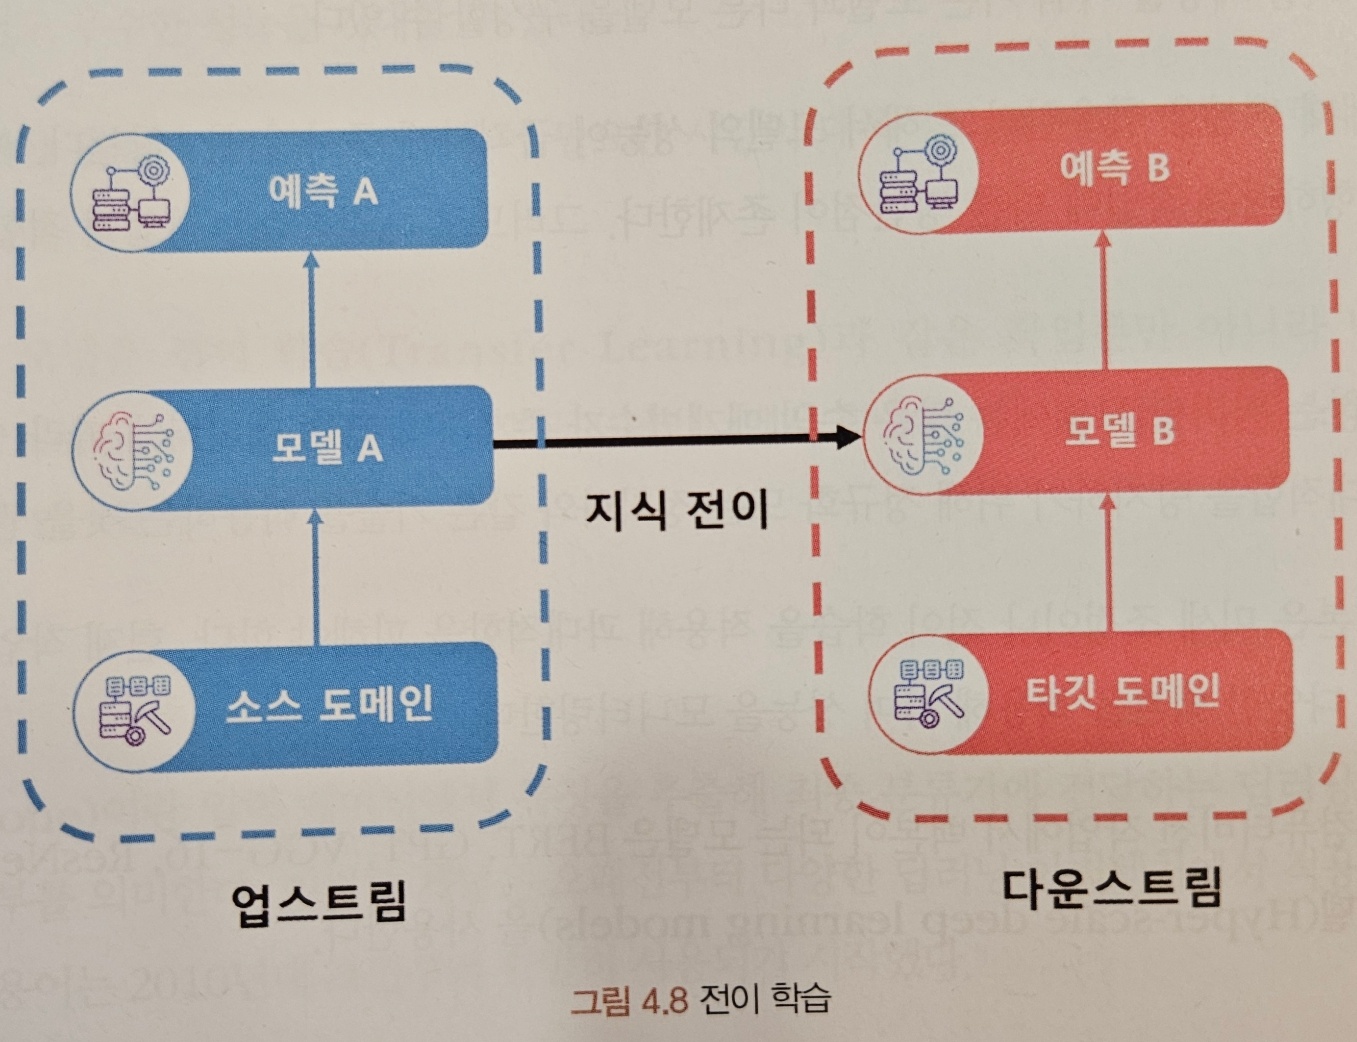 예측 A
모델 A
소스 도메인
업스트림
지식 전이
예측 B
모델 B
타깃 도메인
다운스트림
그림 4.8 전이 학습